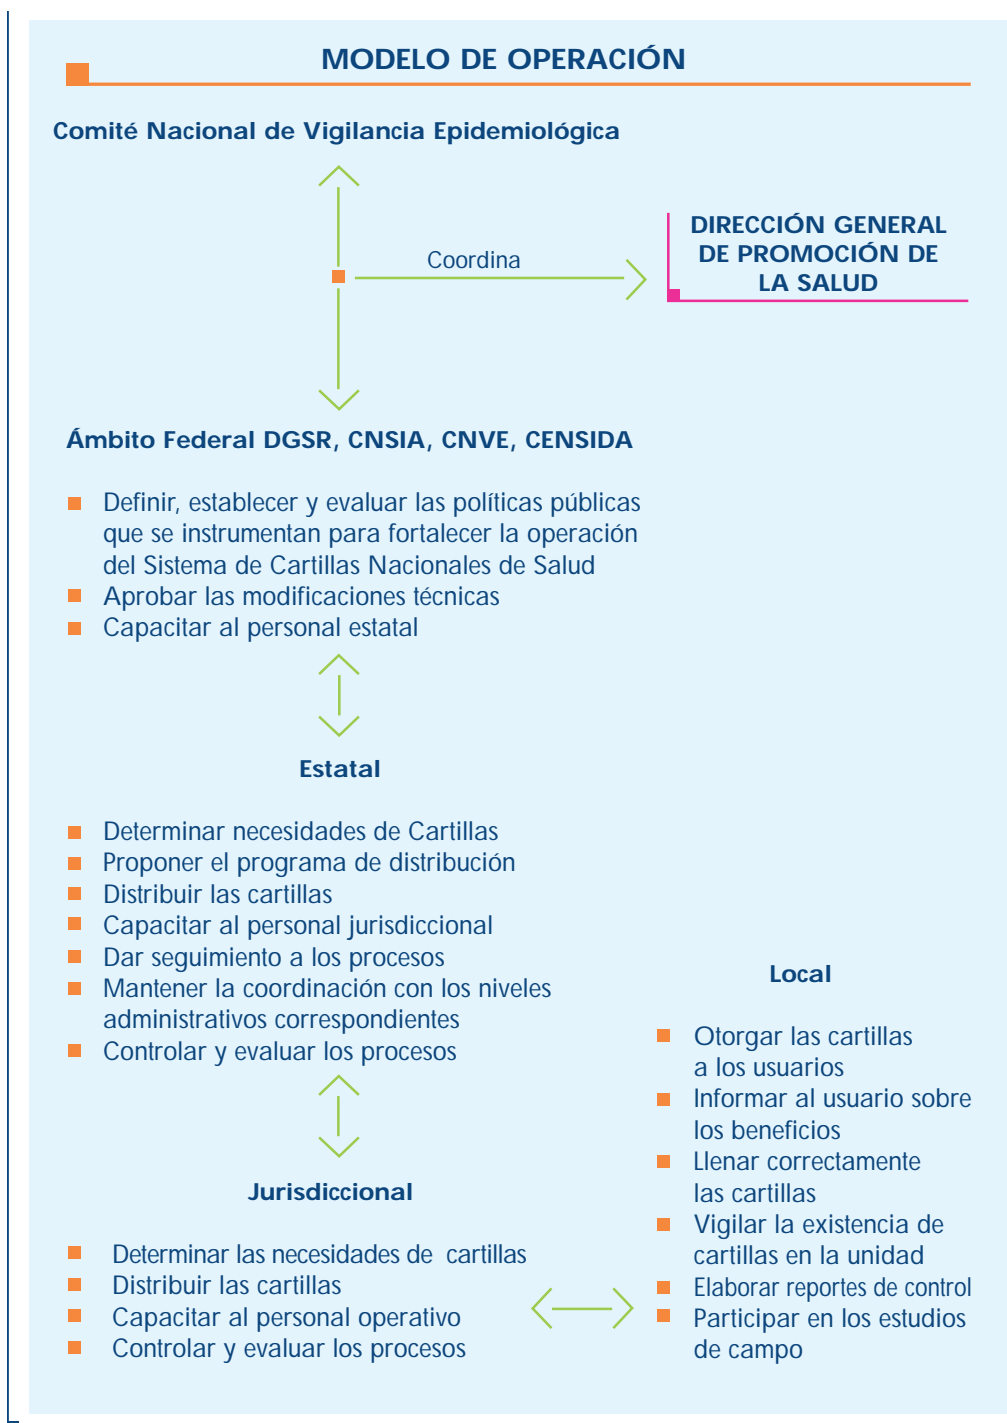 MODELO DE OPERACIÓN
Comité Nacional de Vigilancia Epidemiológica
Coordina
DIRECCIÓN GENERAL
DE PROMOCIÓN DE
LA SALUD
Ámbito Federal DGSR, CNSIA, CNVE, CENSIDA
Definir, establecer y evaluar las políticas públicas
que se instrumentan para fortalecer la operación
del Sistema de Cartillas Nacionales de Salud
Aprobar las modificaciones técnicas
Capacitar al personal estatal
Estatal
Determinar necesidades de Cartillas
Proponer el programa de distribución
Distribuir las cartillas
Capacitar al personal jurisdiccional
Dar seguimiento a los procesos
Mantener la coordinación con los niveles
administrativos correspondientes
Controlar y evaluar los procesos
Jurisdiccional
Determinar las necesidades de cartillas
Distribuir las cartillas
Capacitar al personal operativo
Controlar y evaluar los procesos
Local
Otorgar las cartillas
a los usuarios
Informar al usuario sobre
los beneficios
Llenar correctamente
las cartillas
Vigilar la existencia de
cartillas en la unidad
Elaborar reportes de control
Participar en los estudios
de campo